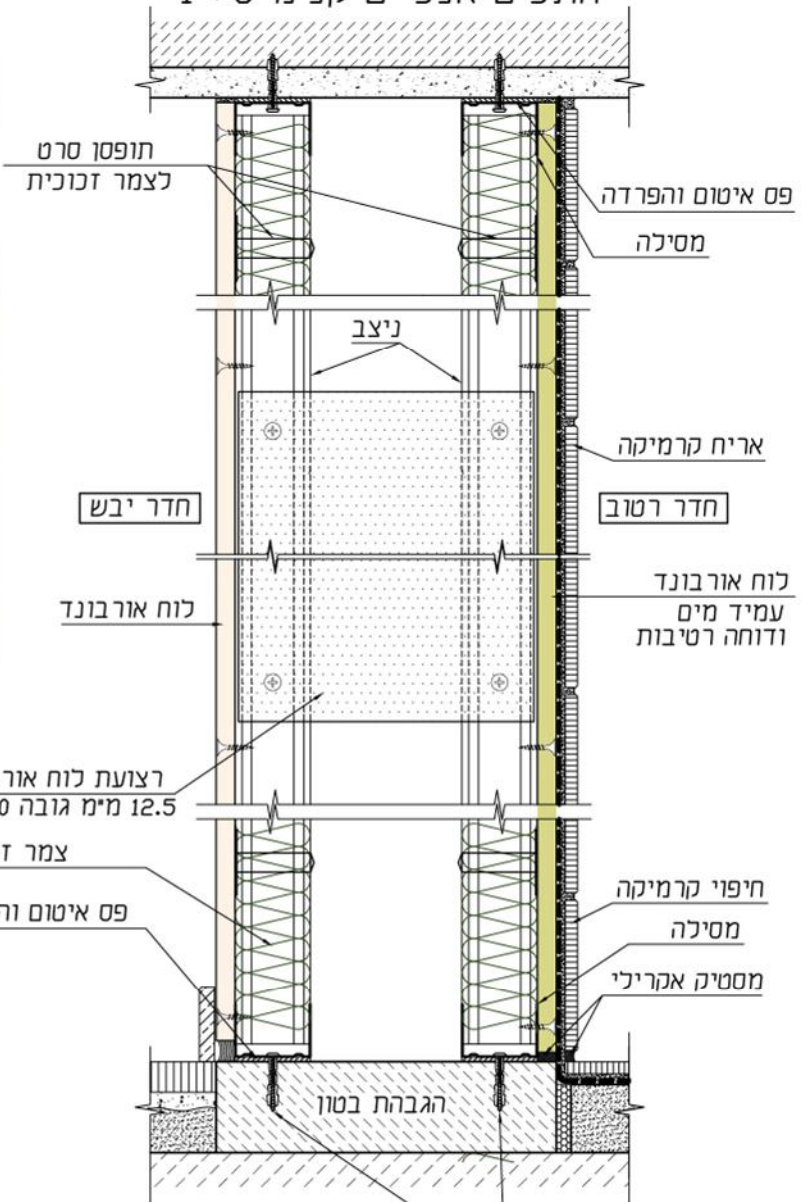 תופסן סרט
לצמר זכוכית
פס איטום והפרדה
מסילה
ניצב
אריח קרמיקה
חדר יבש
חדר רטוב
לוח אורבונד
לוח אורבונד
עמיד מים
ודוחה רטיבות
רצועת לוח אור
12.5 מ"מ גובה
צמר
פס איטום
חיפוי קרמיקה
מסילה
מסטיק אקרילי
הגבהת בטון